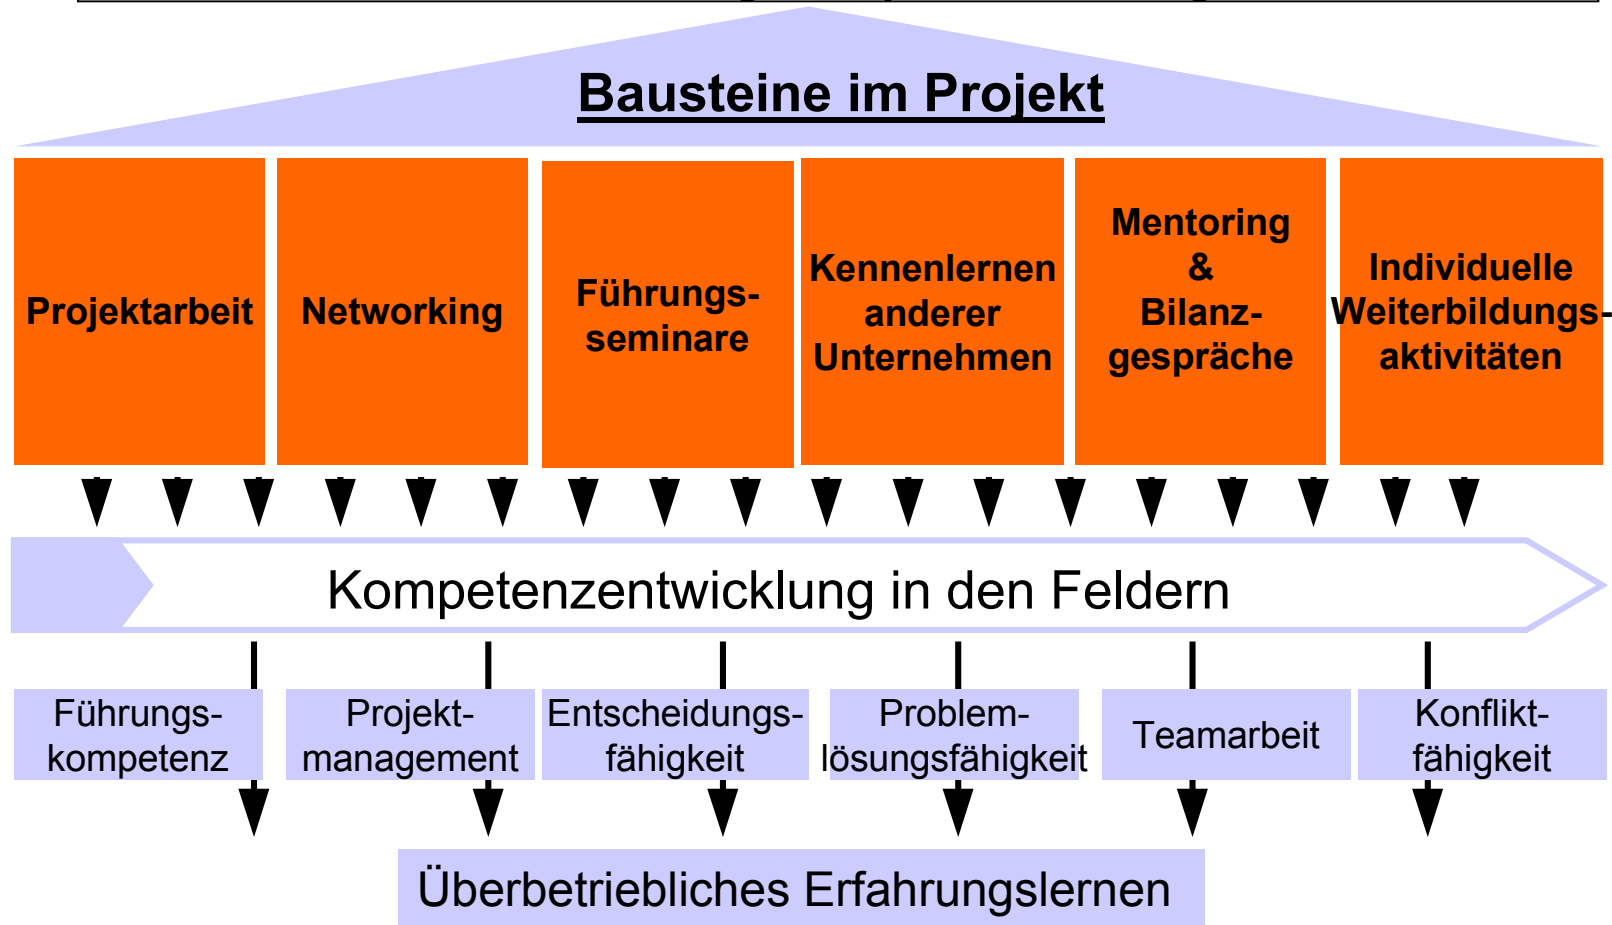 Bausteine im Projekt
Projektarbeit
Networking
Führungs-
seminare
Kennenlernen
anderer
Unternehmen
Mentoring
&
Bilanz-
gespräche
Individuelle
Weiterbildungs-
aktivitäten
Kompetenzentwicklung in den Feldern
Führungs-
kompetenz
Projekt-
management
Entscheidungs-
fähigkeit
Problem-
lösungsfähigkeit
Teamarbeit
Konflikt-
fähigkeit
Überbetriebliches Erfahrungslernen